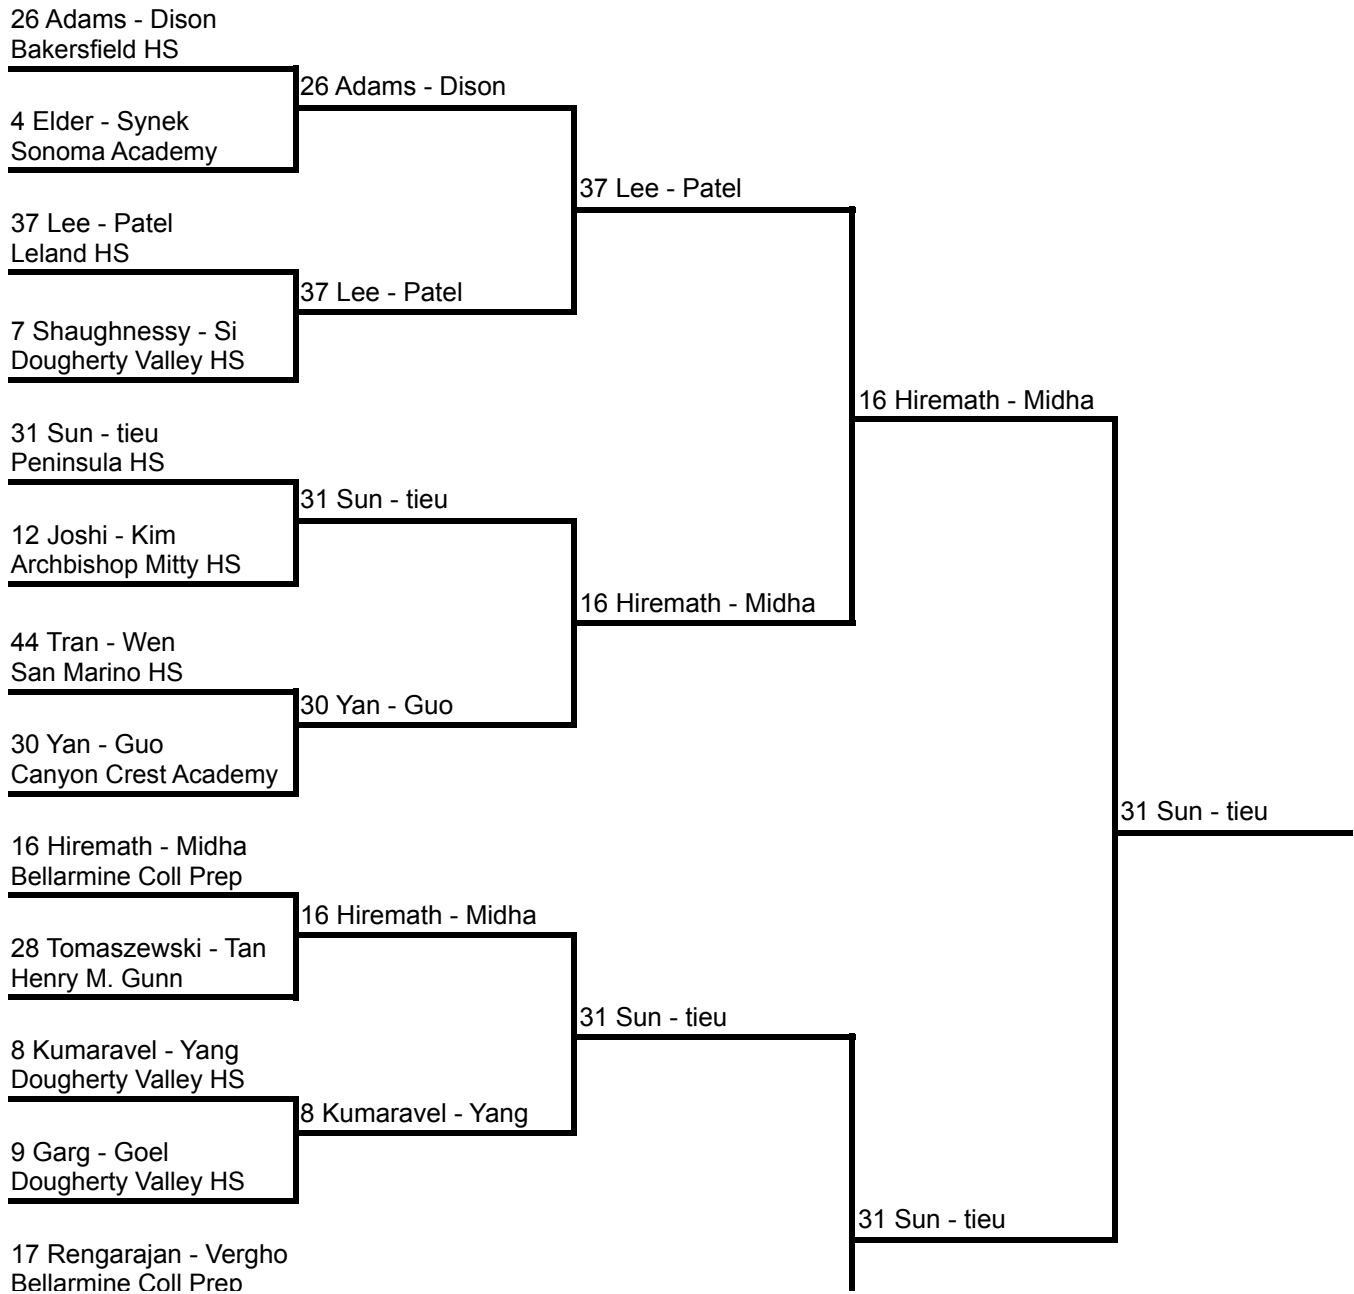 26 Adams - Dison
Bakersfield HS
4 Elder - Synek
Sonoma Academy
37 Lee - Patel
Leland HS
7 Shaughnessy - Si
Dougherty Valley HS
31 Sun - tieu
Peninsula HS
12 Joshi - Kim
Archbishop Mitty HS
44 Tran - Wen
San Marino HS
30 Yan - Guo
Canyon Crest Academy
16 Hiremath - Midha
Bellarmine Coll Prep
28 Tomaszewski - Tan
Henry M. Gunn
8 Kumaravel - Yang
Dougherty Valley HS
9 Garg - Goel
Dougherty Valley HS
17 Rengarajan - Vergho
Bellarmine Coll Prep
26 Adams - Dison
37 Lee - Patel
31 Sun - tieu
30 Yan - Guo
16 Hiremath - Midha
8 Kumaravel - Yang
37 Lee - Patel
16 Hiremath - Midha
31 Sun - tieu
16 Hiremath - Midha
31 Sun - tieu
31 Sun - tieu